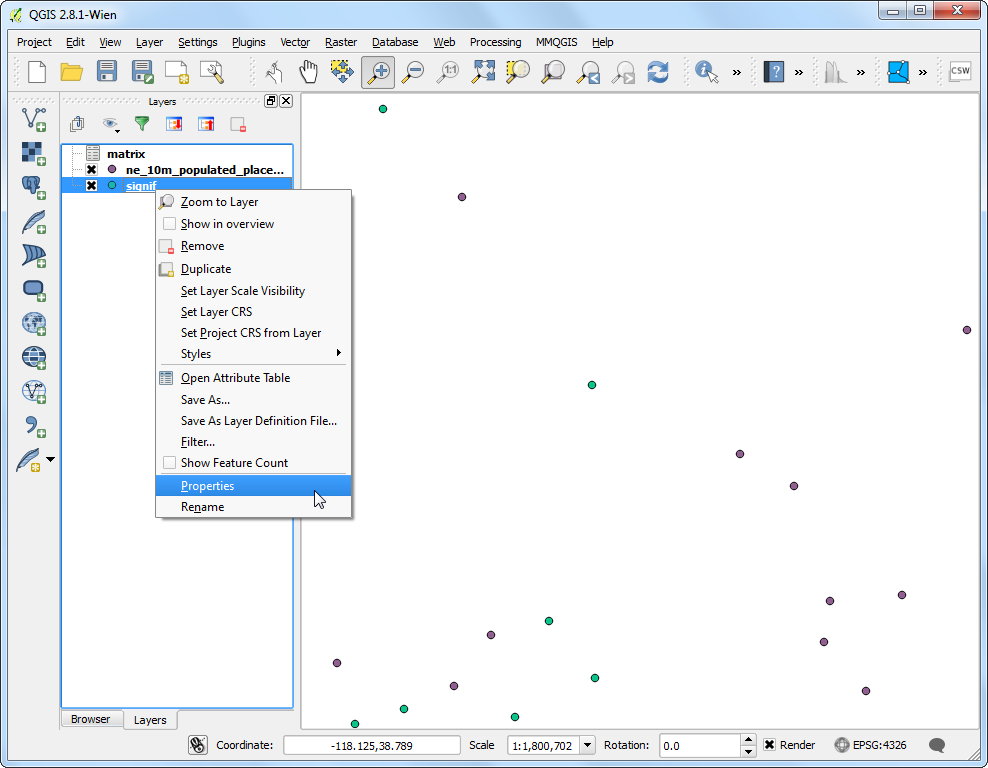 QGIS 2.8.1-Wien
Project Edit View Layer Settings Plugins Vector Raster Database Web Processing MMQGIS Help
1:1
?
CSW
Layers
matrix
ne_10m_populated_place...
signif
Zoom to Layer
Show in overview
Remove
Duplicate
Set Layer Scale Visibility
Set Layer CRS
Set Project CRS from Layer
Styles
Open Attribute Table
Save As...
Save As Layer Definition File...
Filter...
Show Feature Count
Properties
Rename
Browser Layers
Coordinate: -118.125,38.789 Scale 1:1,800,702 Rotation: 0.0 Render EPSG:4326